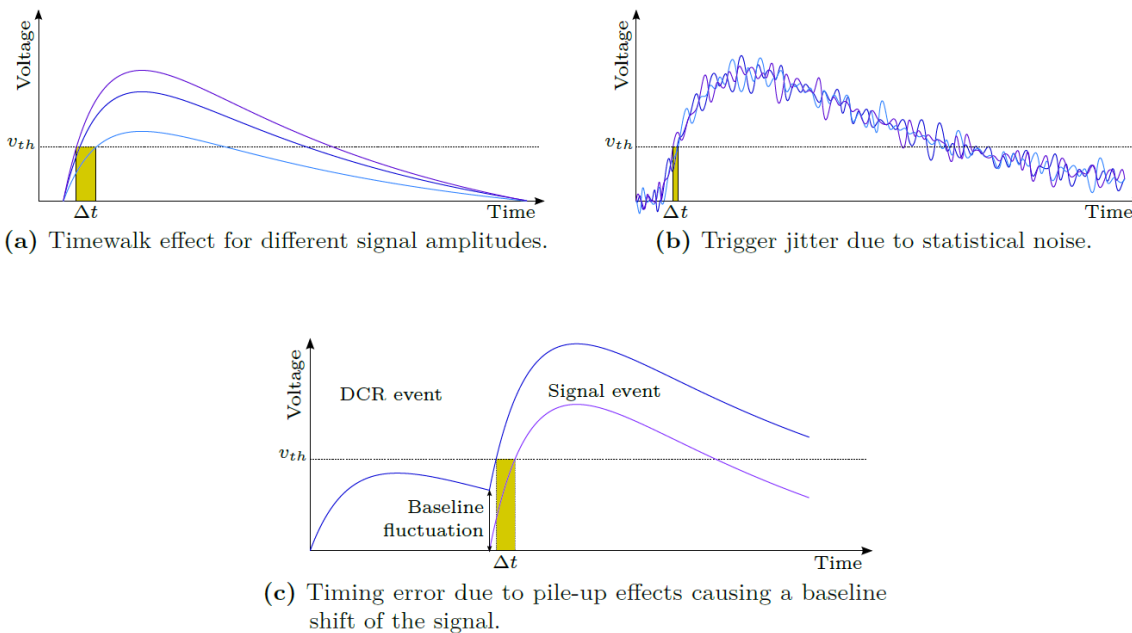 Voltage
v_th
Δt
Time
(a) Timewalk effect for different signal amplitudes.
Voltage
v_th
Δt
Time
(b) Trigger jitter due to statistical noise.
Voltage
DCR event
Signal event
v_th
Baseline
fluctuation
Δt
Time
(c) Timing error due to pile-up effects causing a baseline
shift of the signal.